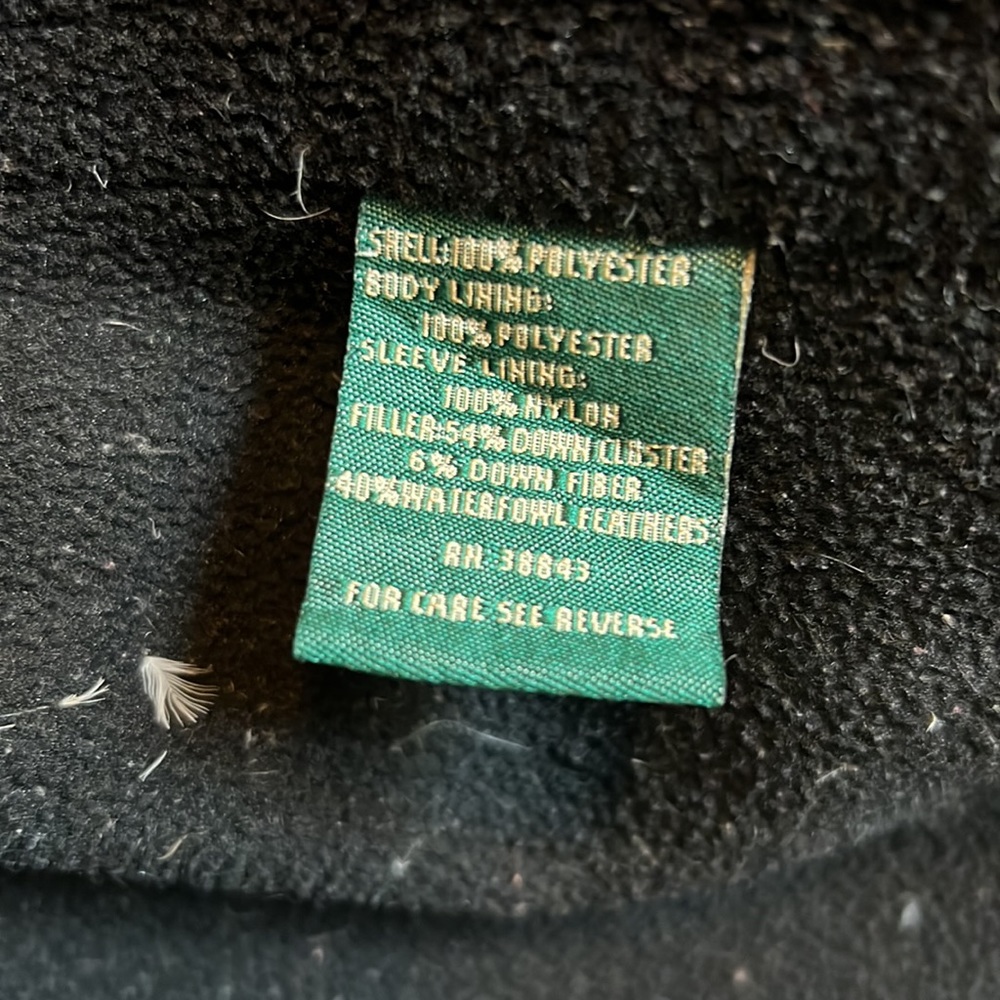 SHELL:100% POLYESTER
BODY LINING:
100% POLYESTER
SLEEVE LINING:
100% NYLON
FILLER:54% DOWN CLUSTER
6% DOWN FIBER
40% WATERFOWL FEATHERS
RN 38843
FOR CARE SEE REVERSE